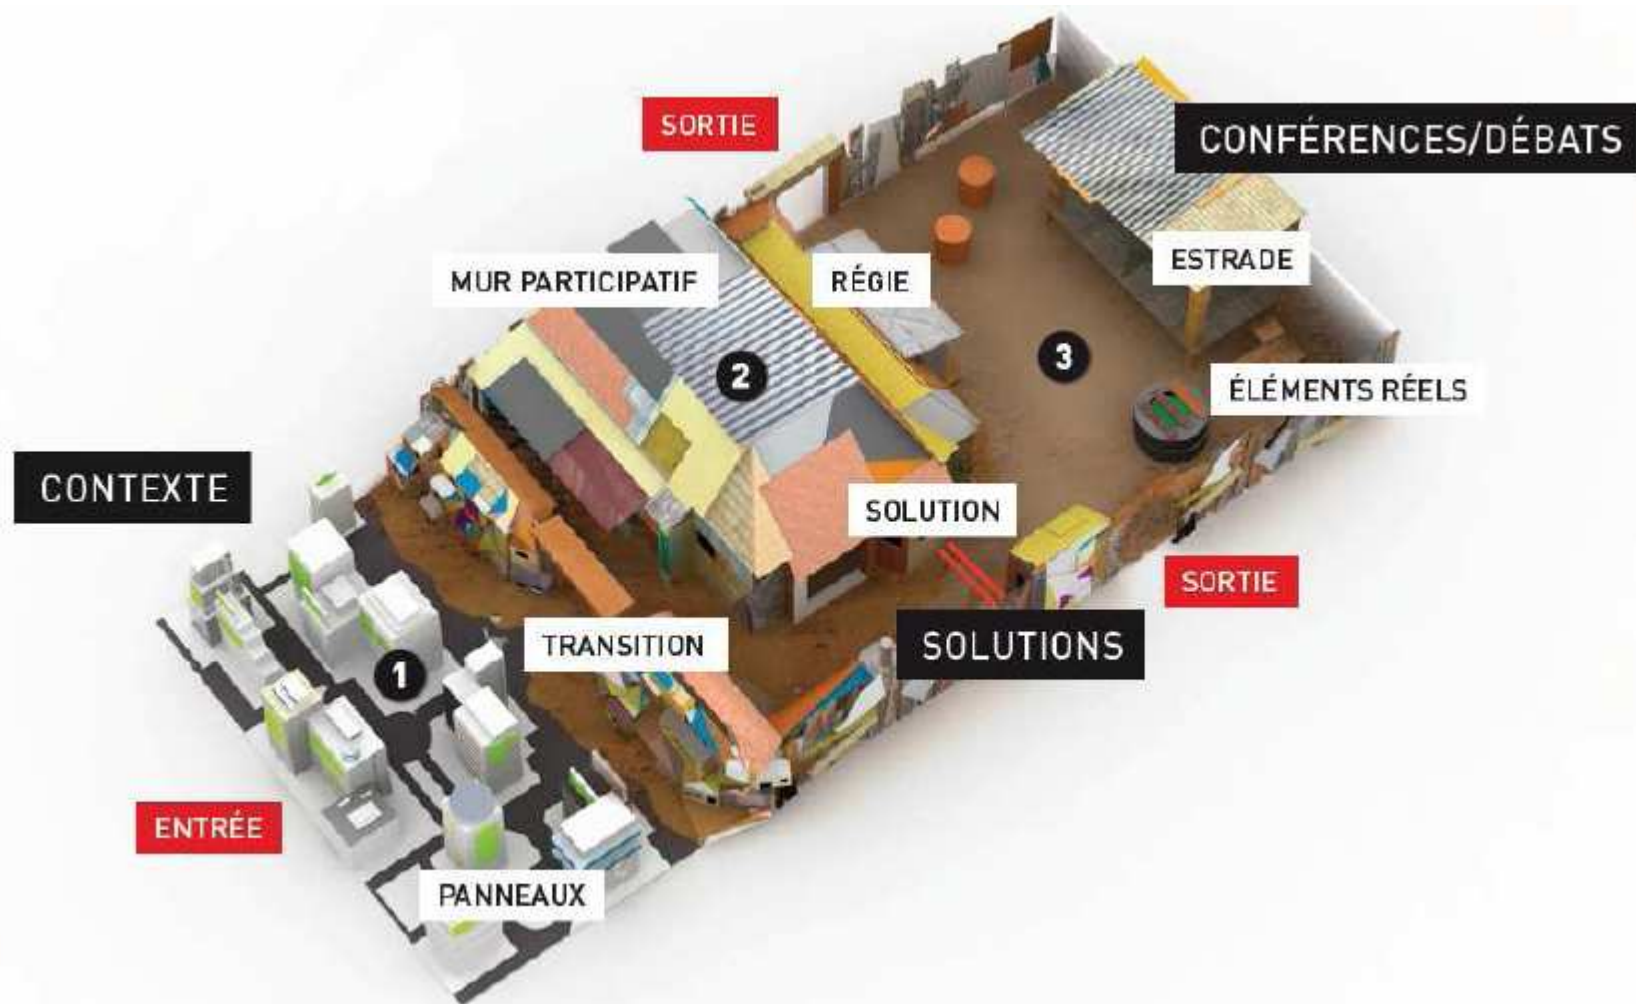 SORTIE
CONFÉRENCES/DÉBATS
ESTRADE
MUR PARTICIPATIF
RÉGIE
2
3
ÉLÉMENTS RÉELS
CONTEXTE
SOLUTION
SORTIE
TRANSITION
SOLUTIONS
1
ENTRÉE
PANNEAUX